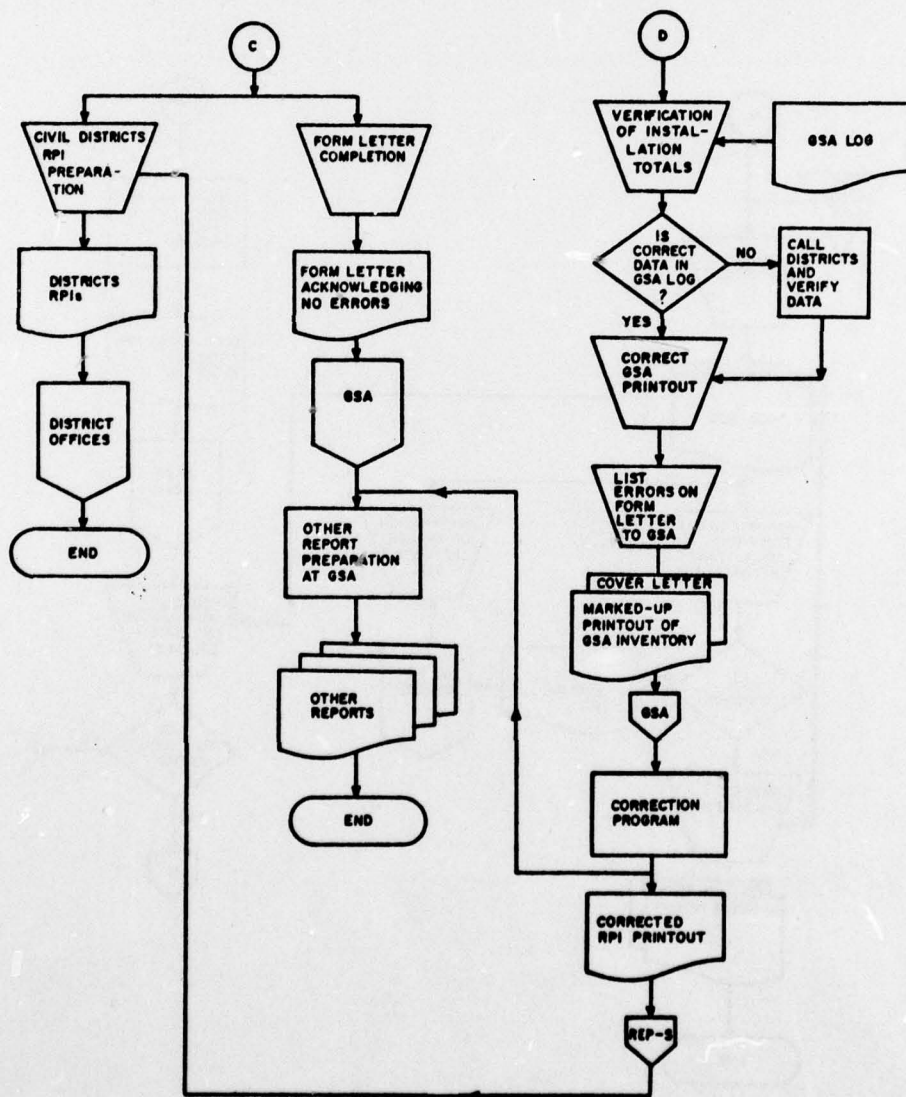 C
CIVIL DISTRICTS
RPI
PREPARA-
TION
DISTRICTS
RPIs
DISTRICT
OFFICES
END
FORM LETTER
COMPLETION
FORM LETTER
ACKNOWLEDGING
NO ERRORS
GSA
OTHER
REPORT
PREPARATION
AT GSA
OTHER
REPORTS
END
D
VERIFICATION
OF INSTAL-
LATION
TOTALS
GSA LOG
IS
CORRECT
DATA IN
GSA LOG
?
NO
CALL
DISTRICTS
AND
VERIFY
DATA
YES
CORRECT
GSA
PRINTOUT
LIST
ERRORS ON
FORM
LETTER
TO GSA
COVER LETTER
MARKED-UP
PRINTOUT OF
GSA INVENTORY
GSA
CORRECTION
PROGRAM
CORRECTED
RPI PRINTOUT
REP-S